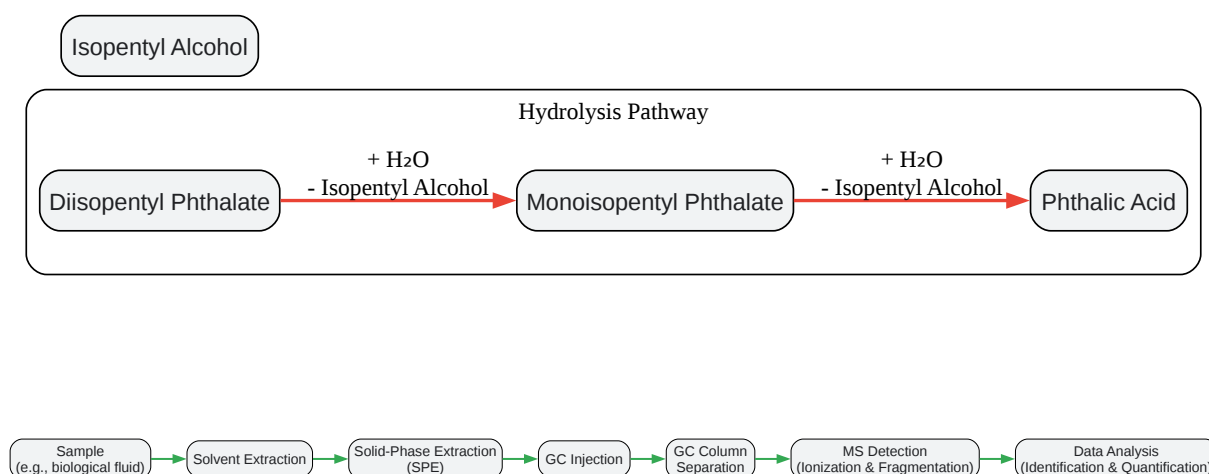 Isopentyl Alcohol
Hydrolysis Pathway
+ H₂O
- Isopentyl Alcohol
+ H₂O
- Isopentyl Alcohol
Diisopentyl Phthalate
Monoisopentyl Phthalate
Phthalic Acid
Sample
(e.g., biological fluid)
Solvent Extraction
Solid-Phase Extraction
(SPE)
GC Injection
GC Column
Separation
MS Detection
(Ionization & Fragmentation)
Data Analysis
(Identification & Quantification)